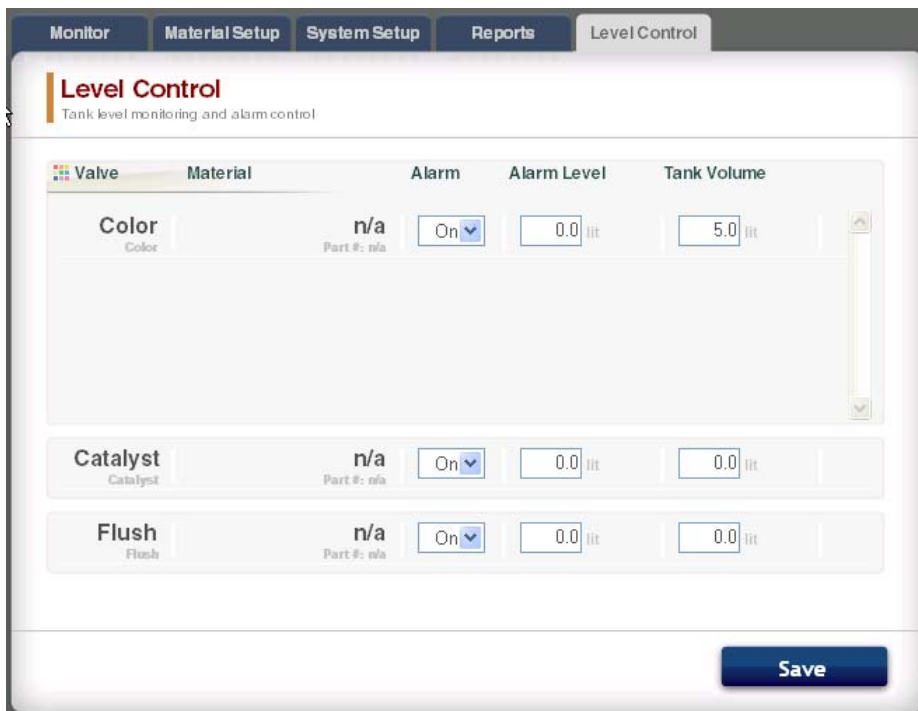 Monitor Material Setup System Setup Reports Level Control
Level Control
Tank level monitoring and alarm control
Valve Material Alarm Alarm Level Tank Volume
Color n/a On 0.0 lit 5.0 lit
Color Part #: n/a
Catalyst n/a On 0.0 lit 0.0 lit
Catalyst Part #: n/a
Flush n/a On 0.0 lit 0.0 lit
Flush Part #: n/a
Save